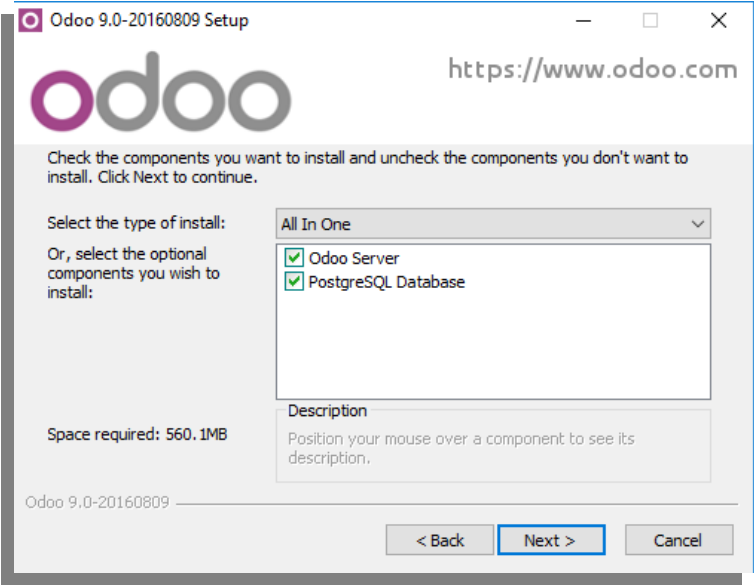 Odoo 9.0-20160809 Setup
odoo
https://www.odoo.com
Check the components you want to install and uncheck the components you don't want to
install. Click Next to continue.
Select the type of install:
All In One
Or, select the optional
components you wish to
install:
Odoo Server
PostgreSQL Database
Space required: 560.1MB
Description
Position your mouse over a component to see its
description.
Odoo 9.0-20160809
< Back
Next >
Cancel